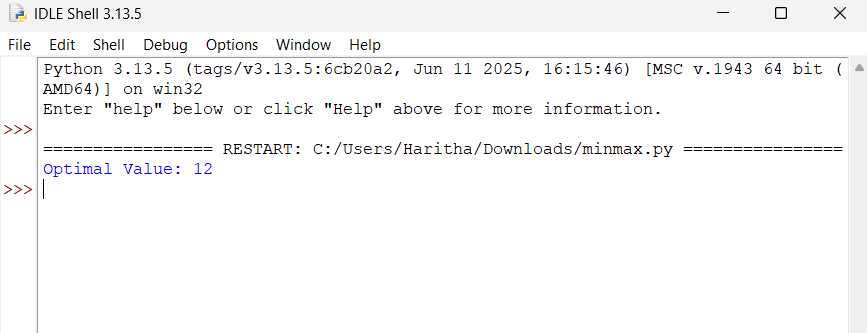 IDLE Shell 3.13.5
File Edit Shell Debug Options Window Help
Python 3.13.5 (tags/v3.13.5:6cb20a2, Jun 11 2025, 16:15:46) [MSC v.1943 64 bit (
AMD64)] on win32
Enter "help" below or click "Help" above for more information.
>>>
================= RESTART: C:/Users/Haritha/Downloads/minmax.py ================
Optimal Value: 12
>>>